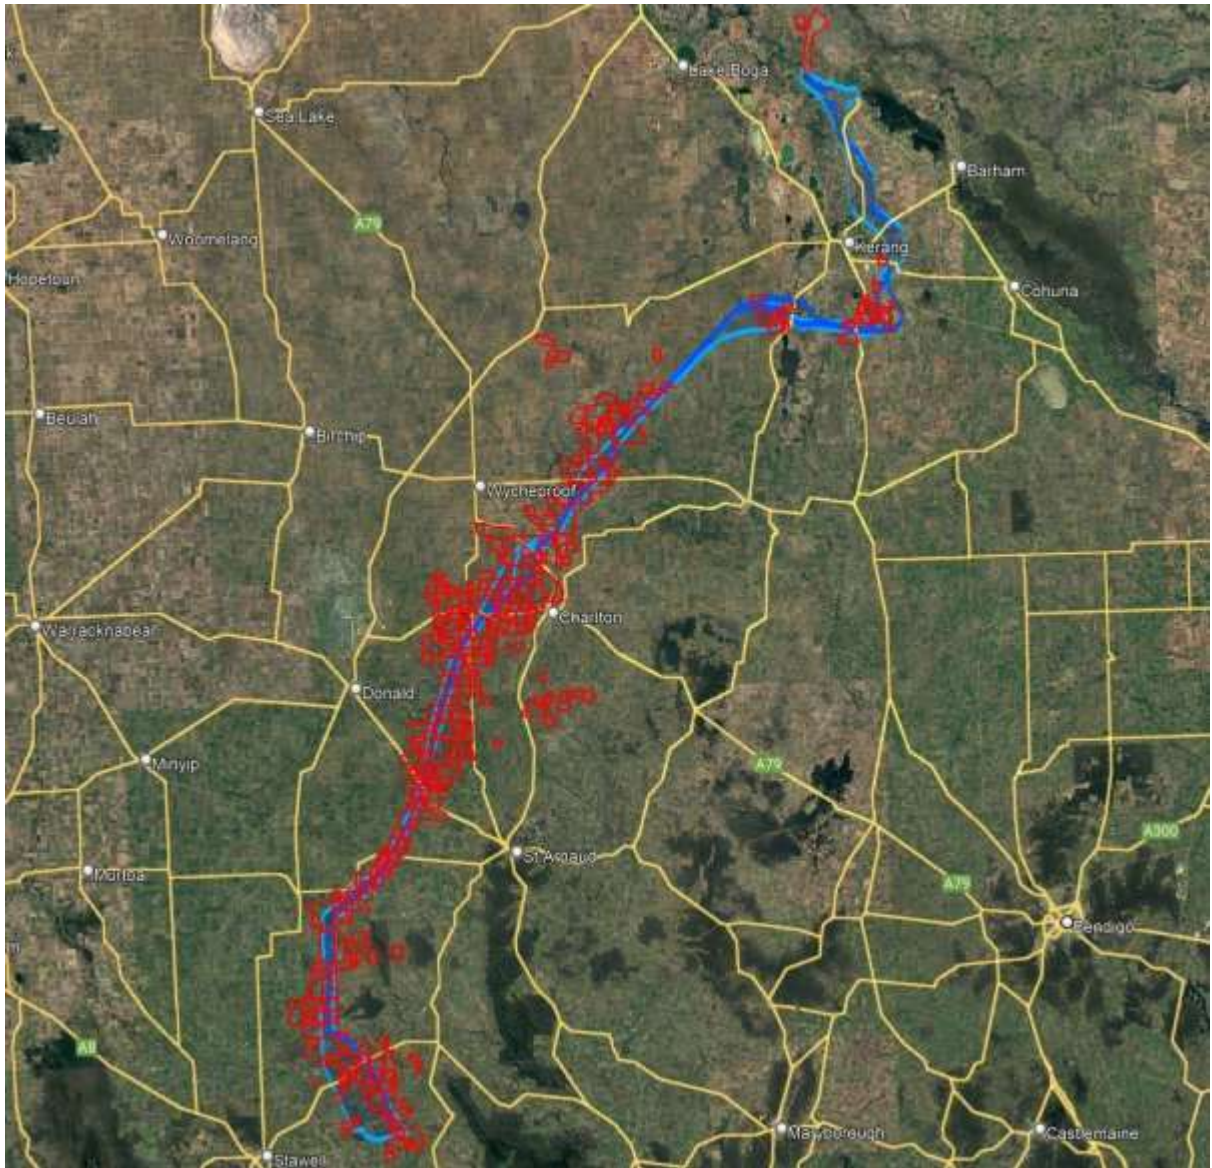 Lake Boga
Sea Lake
Barham
A79
Woomelang
Kerang
Hopetoun
Cohuna
Beulah
Birchip
Wycheproof
Charlton
Warracknabeal
Donald
Minyip
A79
A300
St Arnaud
Murtoa
A79
Bendigo
A8
Maryborough
Castlemaine
Stawell